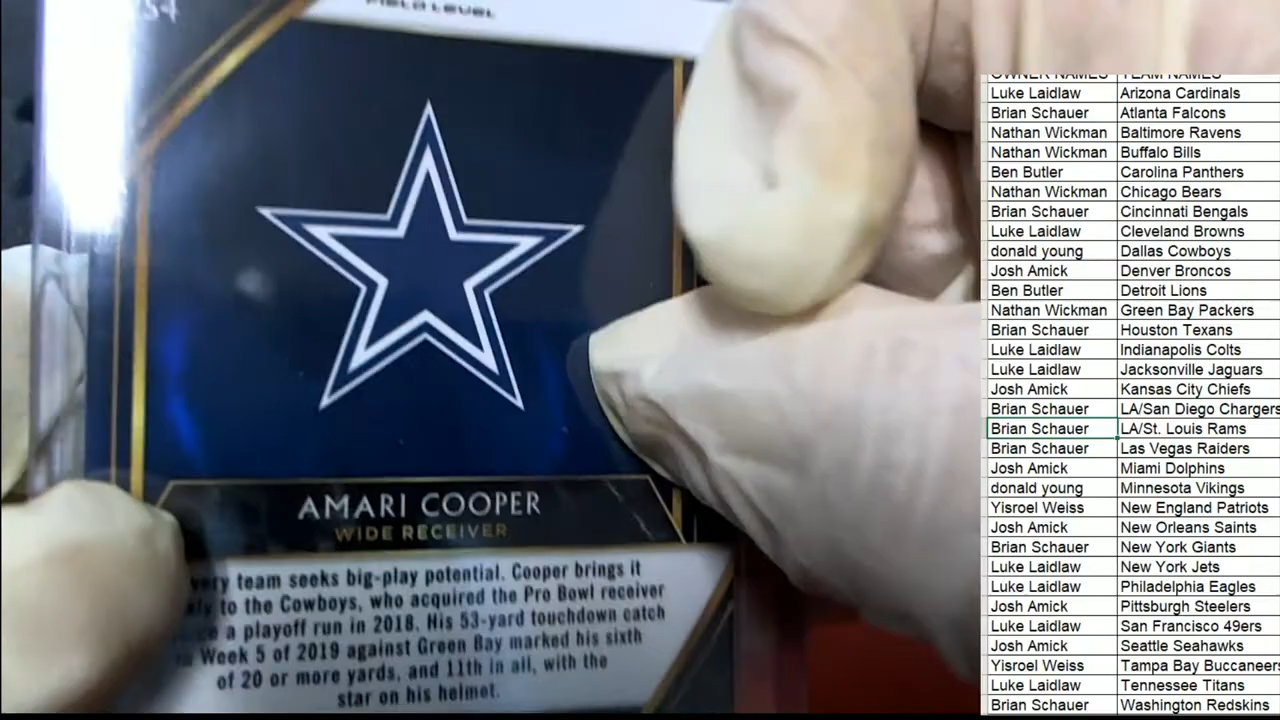 54
FIELD LEVEL
AMARI COOPER
WIDE RECEIVER
very team seeks big-play potential. Cooper brings it
to the Cowboys, who acquired the Pro Bowl receiver
a playoff run in 2018. His 53-yard touchdown catch
Week 5 of 2019 against Green Bay marked his sixth
of 20 or more yards, and 11th in all, with the
star on his helmet.
OWNER NAMES TEAM NAMES
Luke Laidlaw Arizona Cardinals
Brian Schauer Atlanta Falcons
Nathan Wickman Baltimore Ravens
Nathan Wickman Buffalo Bills
Ben Butler Carolina Panthers
Nathan Wickman Chicago Bears
Brian Schauer Cincinnati Bengals
Luke Laidlaw Cleveland Browns
donald young Dallas Cowboys
Josh Amick Denver Broncos
Ben Butler Detroit Lions
Nathan Wickman Green Bay Packers
Brian Schauer Houston Texans
Luke Laidlaw Indianapolis Colts
Luke Laidlaw Jacksonville Jaguars
Josh Amick Kansas City Chiefs
Brian Schauer LA/San Diego Chargers
Brian Schauer LA/St. Louis Rams
Brian Schauer Las Vegas Raiders
Josh Amick Miami Dolphins
donald young Minnesota Vikings
Yisroel Weiss New England Patriots
Josh Amick New Orleans Saints
Brian Schauer New York Giants
Luke Laidlaw New York Jets
Luke Laidlaw Philadelphia Eagles
Josh Amick Pittsburgh Steelers
Luke Laidlaw San Francisco 49ers
Josh Amick Seattle Seahawks
Yisroel Weiss Tampa Bay Buccaneers
Luke Laidlaw Tennessee Titans
Brian Schauer Washington Redskins